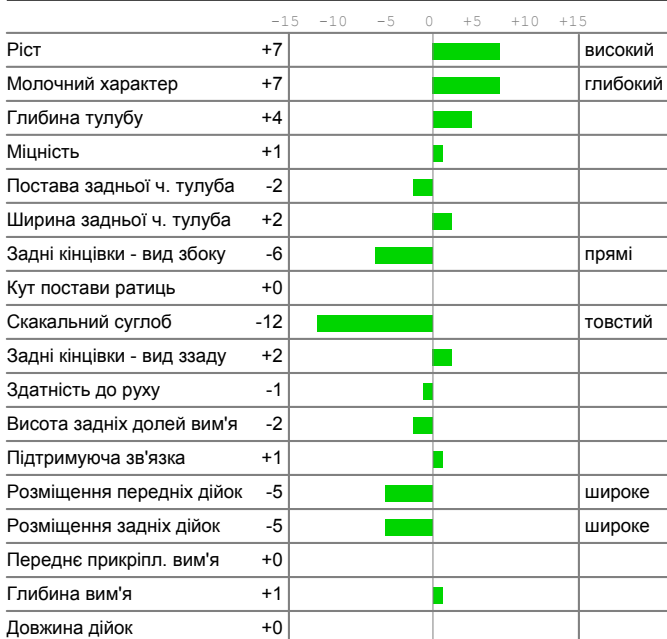 -15 -10 -5 0 +5 +10 +15
Ріст +7 високий
Молочний характер +7 глибокий
Глибина тулубу +4
Міцність +1
Постава задньої ч. тулуба -2
Ширина задньої ч. тулуба +2
Задні кінцівки - вид збоку -6 прямі
Кут постави ратиць +0
Скакальний суглоб -12 товстий
Задні кінцівки - вид ззаду +2
Здатність до руху -1
Висота задніх долей вим'я -2
Підтримуюча зв'язка +1
Розміщення передніх дійок -5 широке
Розміщення задніх дійок -5 широке
Переднє прикріпл. вим'я +0
Глибина вим'я +1
Довжина дійок +0